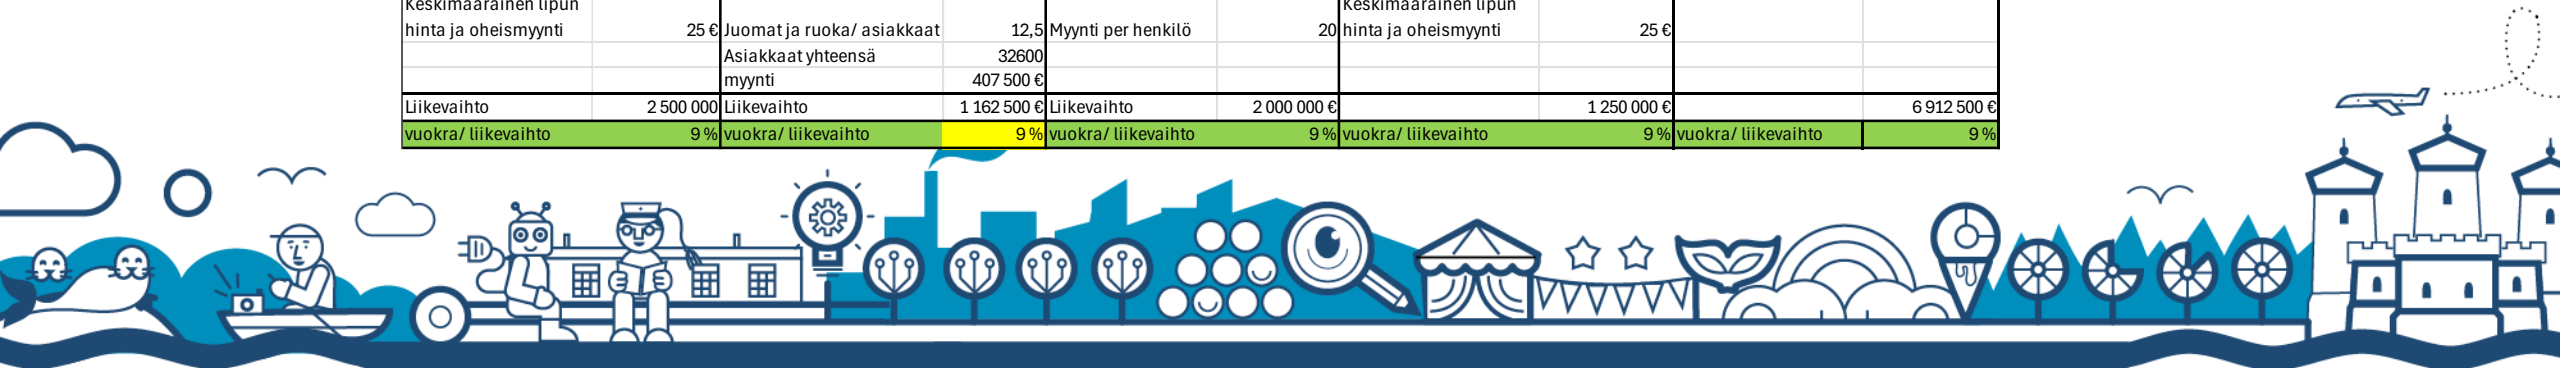 Keskimääräinen lipun Keskimääräinen lipun
hinta ja oheismyynti 25 € Juomat ja ruoka/ asiakkaat 12,5 Myynti per henkilö 20 hinta ja oheismyynti 25 €
Asiakkaat yhteensä 32600
myynti 407 500 €
Liikevaihto 2 500 000 Liikevaihto 1 162 500 € Liikevaihto 2 000 000 € 1 250 000 € 6 912 500 €
vuokra/ liikevaihto 9 % vuokra/ liikevaihto 9 % vuokra/ liikevaihto 9 % vuokra/ liikevaihto 9 % vuokra/ liikevaihto 9 %